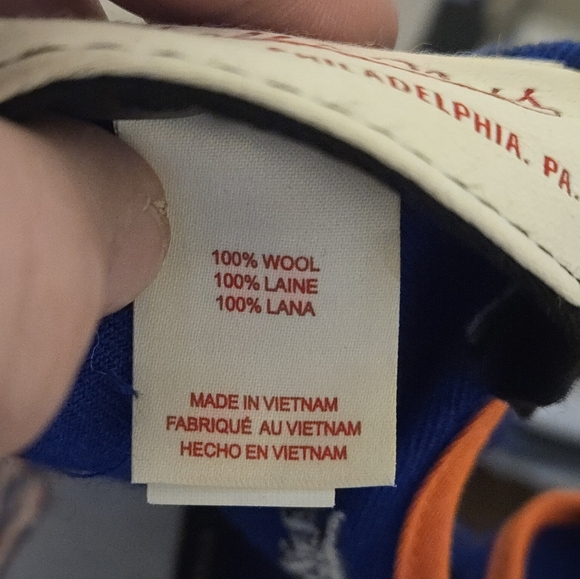 PHILADELPHIA. PA.
100% WOOL
100% LAINE
100% LANA
MADE IN VIETNAM
FABRIQUÉ AU VIETNAM
HECHO EN VIETNAM